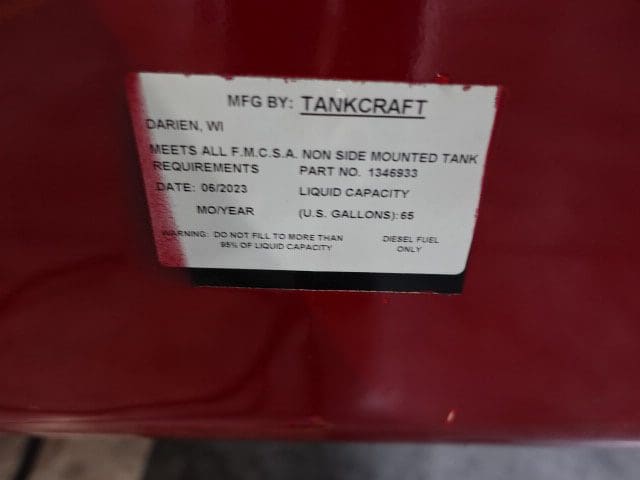 MFG BY: TANKCRAFT
DARIEN, WI
MEETS ALL F.M.C.S.A. NON SIDE MOUNTED TANK
REQUIREMENTS PART NO. 1346933
DATE: 06/2023 LIQUID CAPACITY
MO/YEAR (U.S. GALLONS): 65
WARNING: DO NOT FILL TO MORE THAN DIESEL FUEL
95% OF LIQUID CAPACITY ONLY